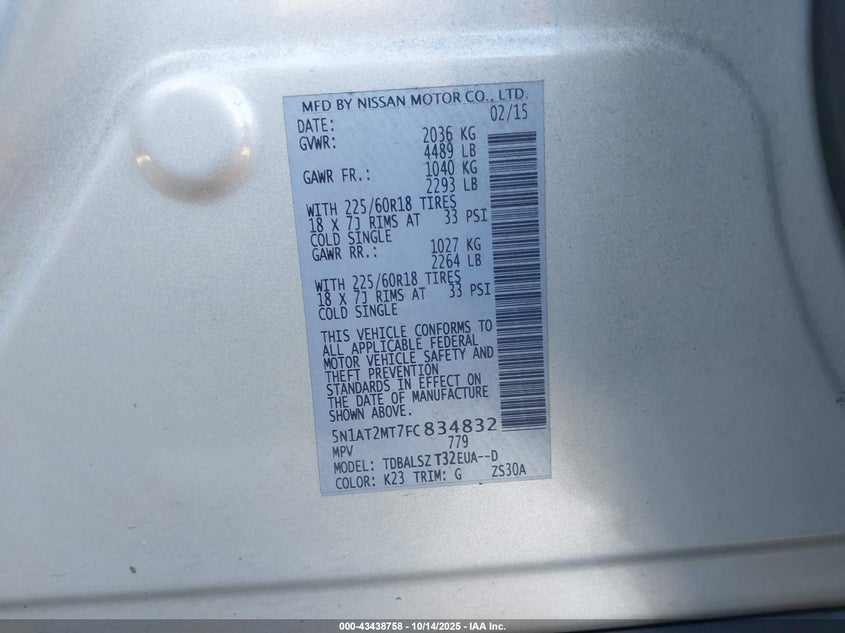 MFD BY NISSAN MOTOR CO., LTD.
DATE: 02/15
GVWR: 2036 KG
4489 LB
GAWR FR.: 1040 KG
2293 LB
WITH 225/60R18 TIRES
18 X 7J RIMS AT 33 PSI
COLD SINGLE
GAWR RR.: 1027 KG
2264 LB
WITH 225/60R18 TIRES
18 X 7J RIMS AT 33 PSI
COLD SINGLE
THIS VEHICLE CONFORMS TO
ALL APPLICABLE FEDERAL
MOTOR VEHICLE SAFETY AND
THEFT PREVENTION
STANDARDS IN EFFECT ON
THE DATE OF MANUFACTURE
SHOWN ABOVE.
5N1AT2MT7FC834832
MPV 779
MODEL: TDBALSZ T32EUA--D
COLOR: K23 TRIM: G ZS30A
000-43438758 - 10/14/2025 - IAA Inc.